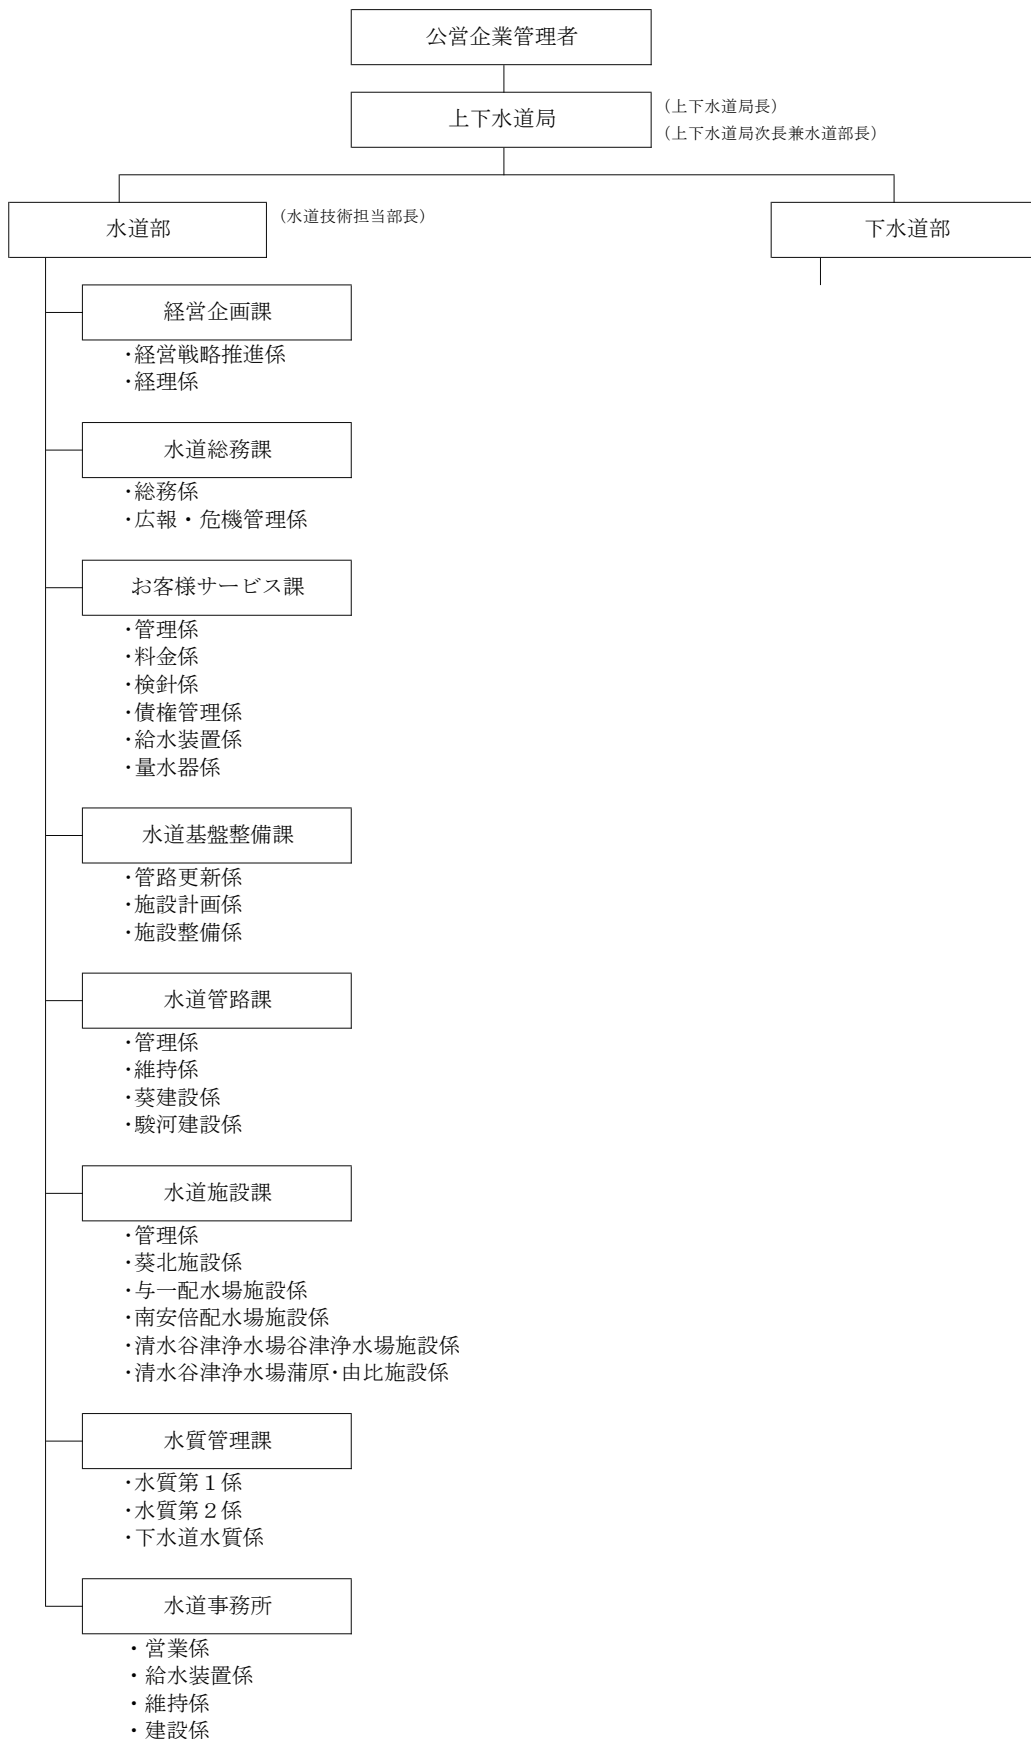 公営企業管理者
上下水道局
(上下水道局長)
(上下水道局次長兼水道部長)
水道部
(水道技術担当部長)
下水道部
経営企画課
・経営戦略推進係
・経理係
水道総務課
・総務係
・広報・危機管理係
お客様サービス課
・管理係
・料金係
・検針係
・債権管理係
・給水装置係
・量水器係
水道基盤整備課
・管路更新係
・施設計画係
・施設整備係
水道管路課
・管理係
・維持係
・葵建設係
・駿河建設係
水道施設課
・管理係
・葵北施設係
・与一配水場施設係
・南安倍配水場施設係
・清水谷津浄水場谷津浄水場施設係
・清水谷津浄水場蒲原・由比施設係
水質管理課
・水質第１係
・水質第２係
・下水道水質係
水道事務所
・営業係
・給水装置係
・維持係
・建設係